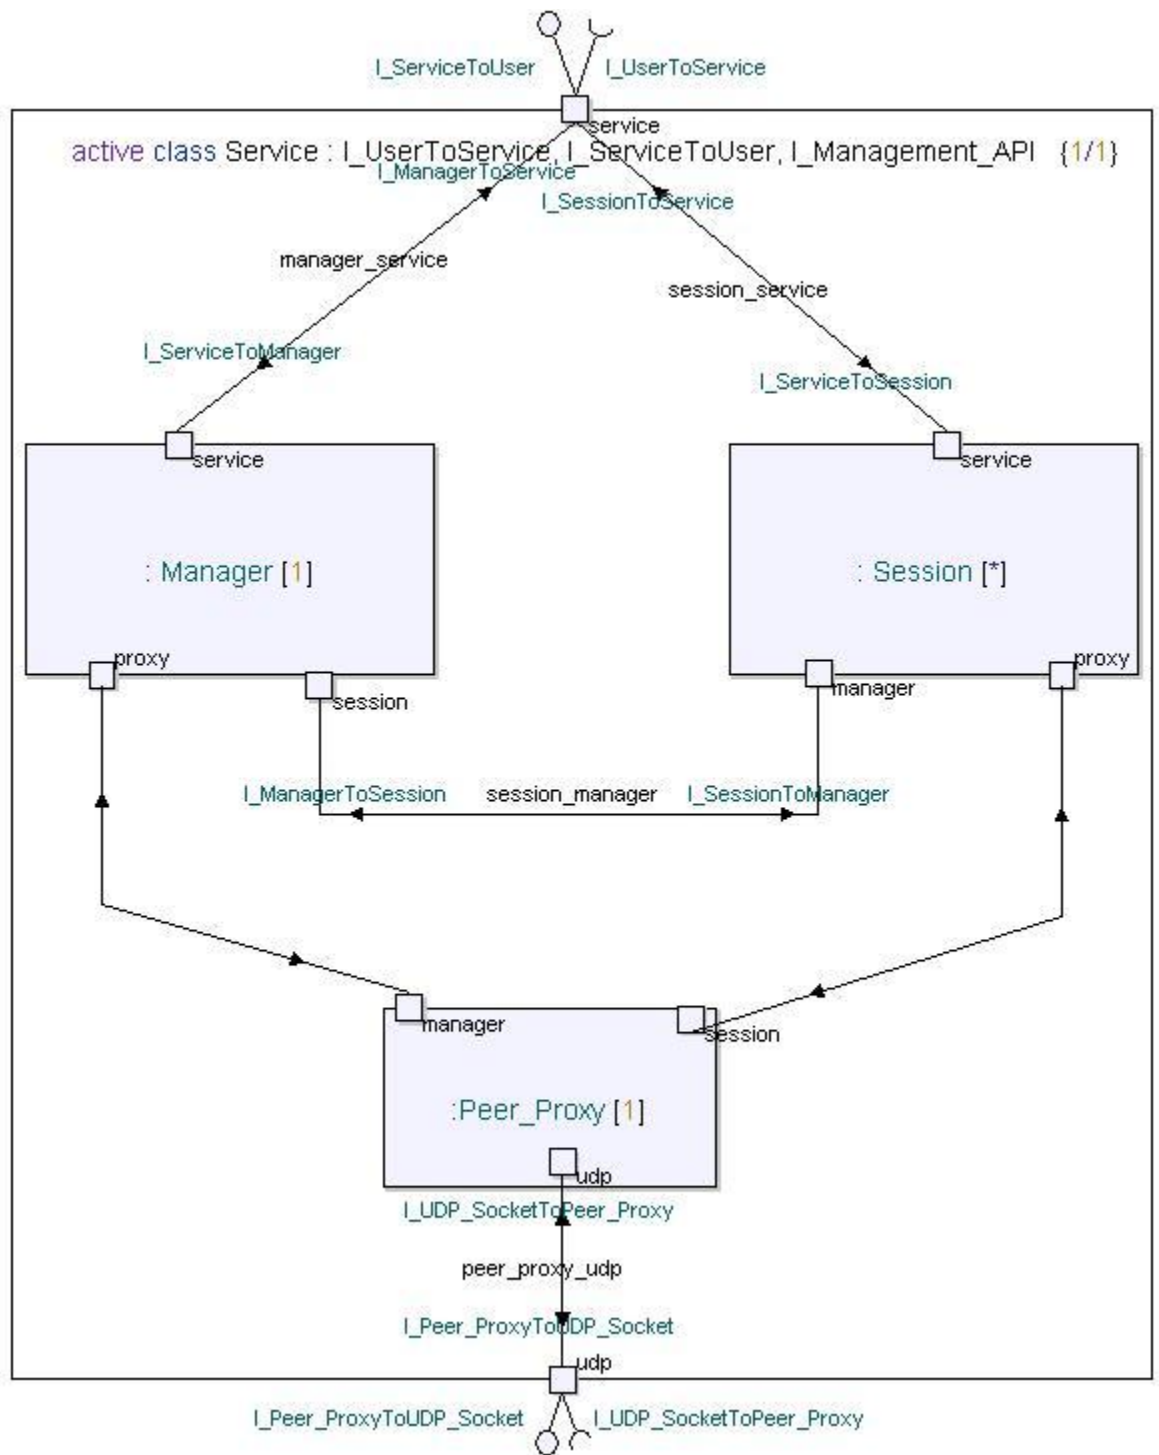 I_ServiceToUser
I_UserToService
service
active class Service : I_UserToService, I_ServiceToUser, I_Management_API {1/1}
I_ManagerToService
I_SessionToService
manager_service
session_service
I_ServiceToManager
I_ServiceToSession
service
service
: Manager [1]
: Session [*]
proxy
proxy
session
manager
I_ManagerToSession
session_manager
I_SessionToManager
manager
session
:Peer_Proxy [1]
udp
I_UDP_SocketToPeer_Proxy
peer_proxy_udp
I_Peer_ProxyToUDP_Socket
udp
I_Peer_ProxyToUDP_Socket
I_UDP_SocketToPeer_Proxy